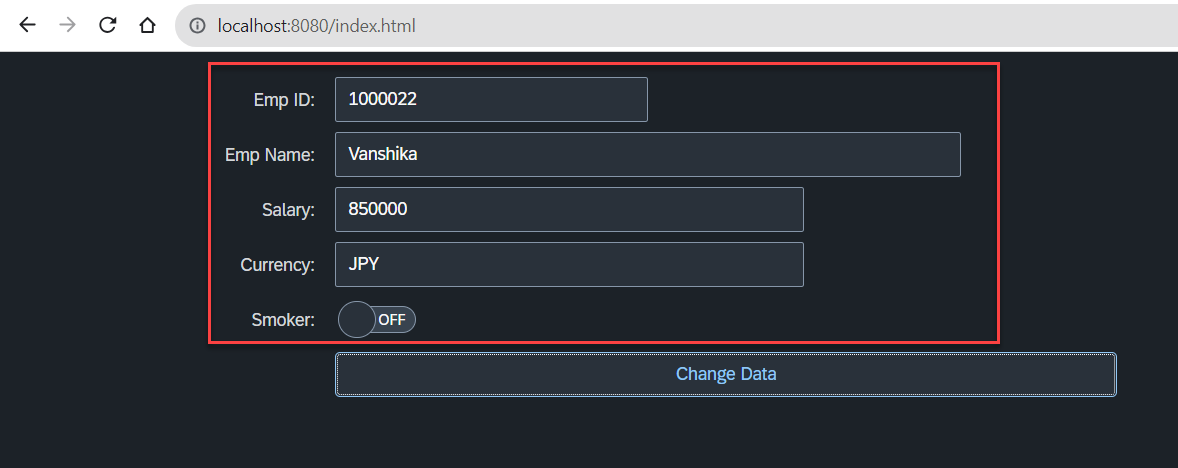 localhost:8080/index.html
Emp ID: 1000022
Emp Name: Vanshika
Salary: 850000
Currency: JPY
Smoker: OFF
Change Data